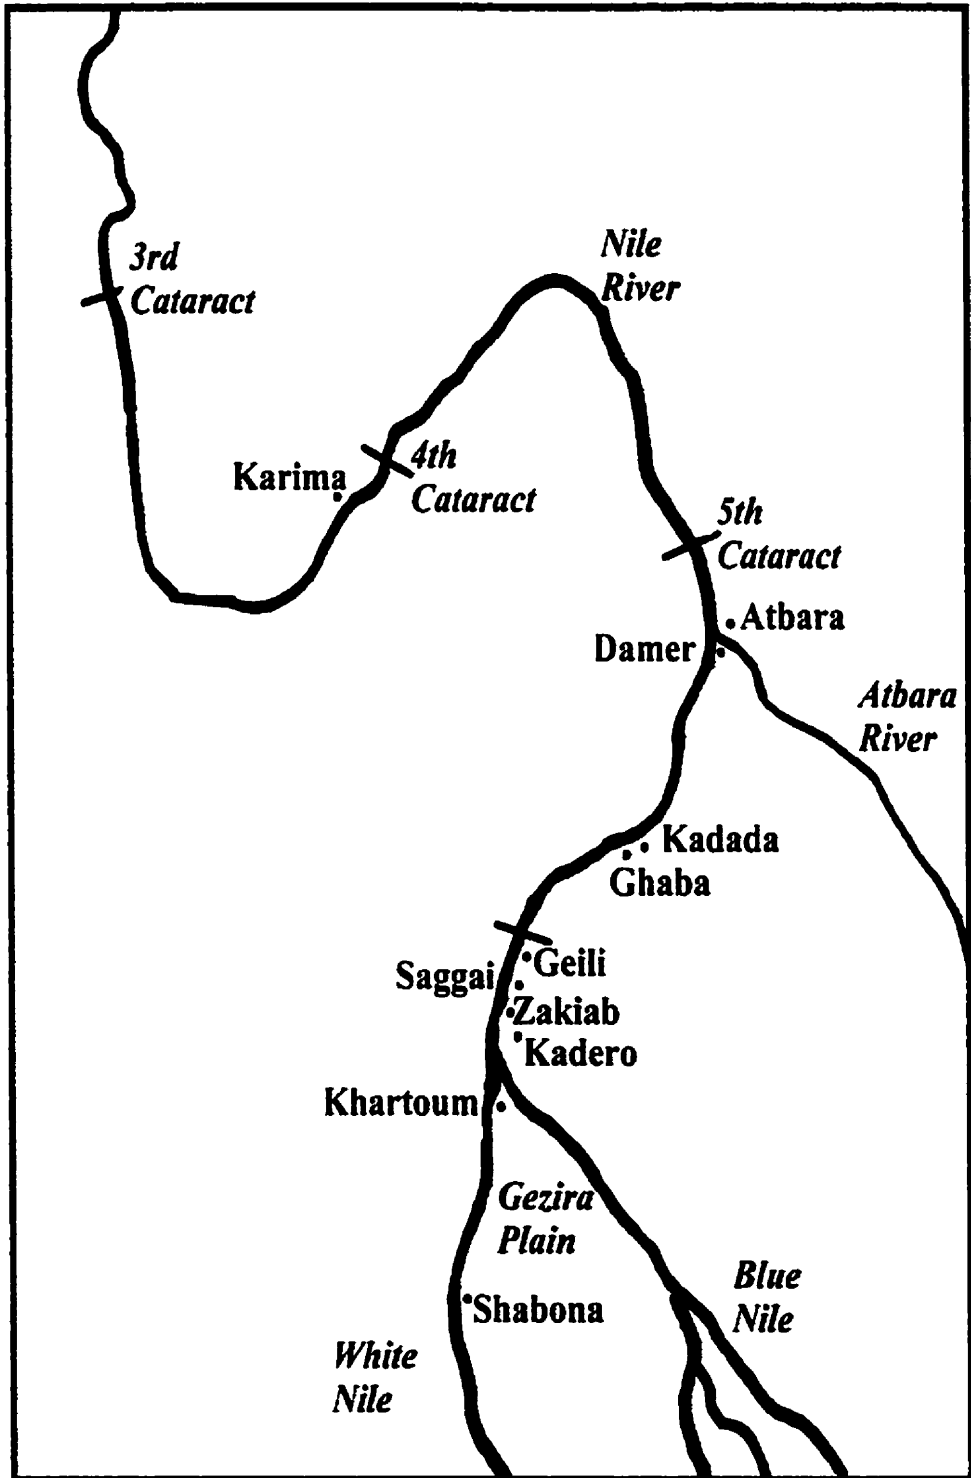 Nile
River
3rd
Cataract
Karima
4th
Cataract
5th
Cataract
Atbara
Damer
Atbara
River
Kadada
Ghaba
Geili
Saggai
Zakiab
Kadero
Khartoum
Gezira
Plain
Blue
Nile
Shabona
White
Nile